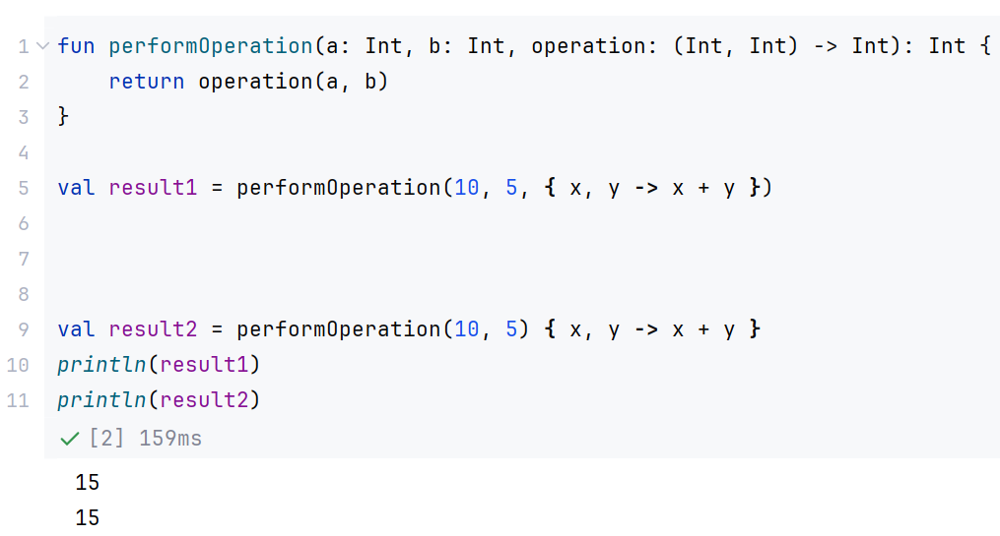 1 fun performOperation(a: Int, b: Int, operation: (Int, Int) -> Int): Int {
2     return operation(a, b)
3 }
4
5 val result1 = performOperation(10, 5, { x, y -> x + y })
6
7
8
9 val result2 = performOperation(10, 5) { x, y -> x + y }
10 println(result1)
11 println(result2)
[2] 159ms
15
15